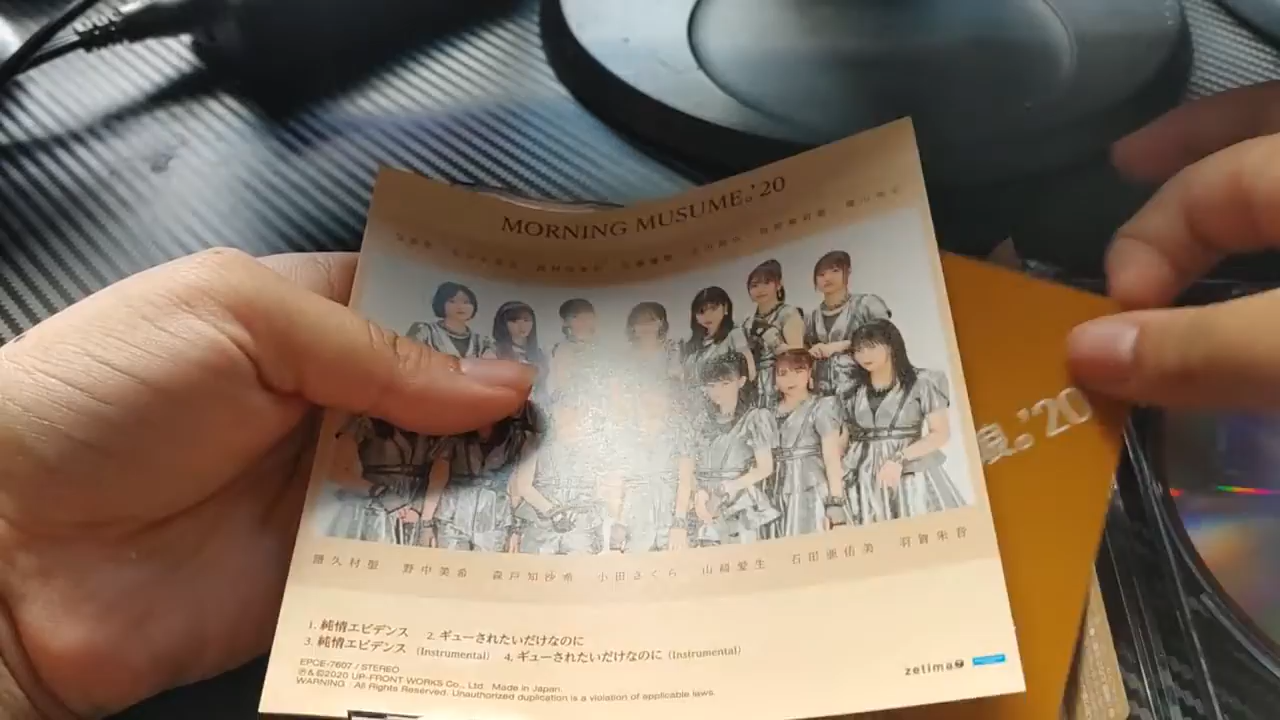 MORNING MUSUME。'20
譜久村聖 野中美希 森戸知沙希 小田さくら 山﨑愛生 石田亜佑美 羽賀朱音
1. 純情エビデンス 2. ギューされたいだけなのに
3. 純情エビデンス (Instrumental) 4. ギューされたいだけなのに (Instrumental)
EPCE-7607 / STEREO
℗&©2020 UP-FRONT WORKS Co., Ltd. Made in Japan.
WARNING : All Rights Reserved. Unauthorized duplication is a violation of applicable laws.
zetima
良。'20